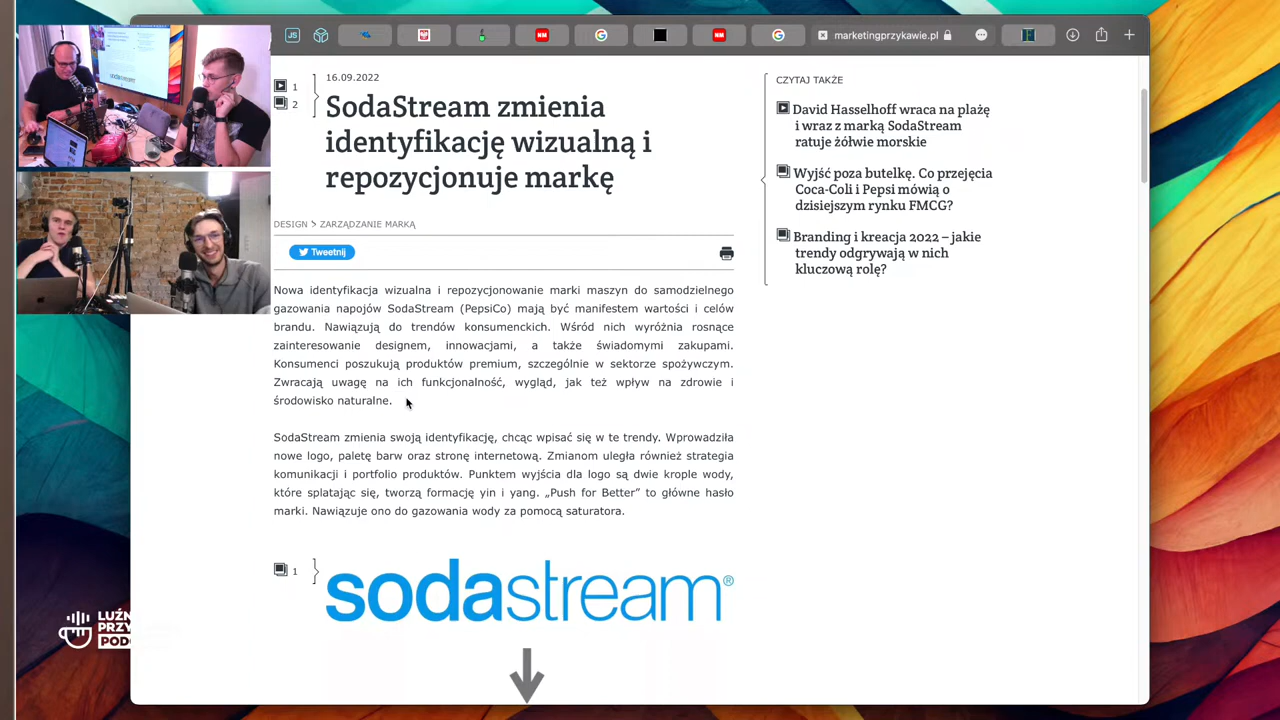 JS
marketingprzykawie.pl
1
2
16.09.2022
SodaStream zmienia
identyfikację wizualną i
repozycjonuje markę
DESIGN > ZARZĄDZANIE MARKĄ
Tweetnij
Nowa identyfikacja wizualna i repozycjonowanie marki maszyn do samodzielnego
gazowania napojów SodaStream (PepsiCo) mają być manifestem wartości i celów
brandu. Nawiązują do trendów konsumenckich. Wśród nich wyróżnia rosnące
zainteresowanie designem, innowacjami, a także świadomymi zakupami.
Konsumenci poszukują produktów premium, szczególnie w sektorze spożywczym.
Zwracają uwagę na ich funkcjonalność, wygląd, jak też wpływ na zdrowie i
środowisko naturalne.
SodaStream zmienia swoją identyfikację, chcąc wpisać się w te trendy. Wprowadziła
nowe logo, paletę barw oraz stronę internetową. Zmianom uległa również strategia
komunikacji i portfolio produktów. Punktem wyjścia dla logo są dwie krople wody,
które splatając się, tworzą formację yin i yang. „Push for Better” to główne hasło
marki. Nawiązuje ono do gazowania wody za pomocą saturatora.
1
sodastream®
CZYTAJ TAKŻE
David Hasselhoff wraca na plażę
i wraz z marką SodaStream
ratuje żółwie morskie
Wyjść poza butelkę. Co przejęcia
Coca-Coli i Pepsi mówią o
dzisiejszym rynku FMCG?
Branding i kreacja 2022 – jakie
trendy odgrywają w nich
kluczową rolę?
LUŹN
PRZY
POD